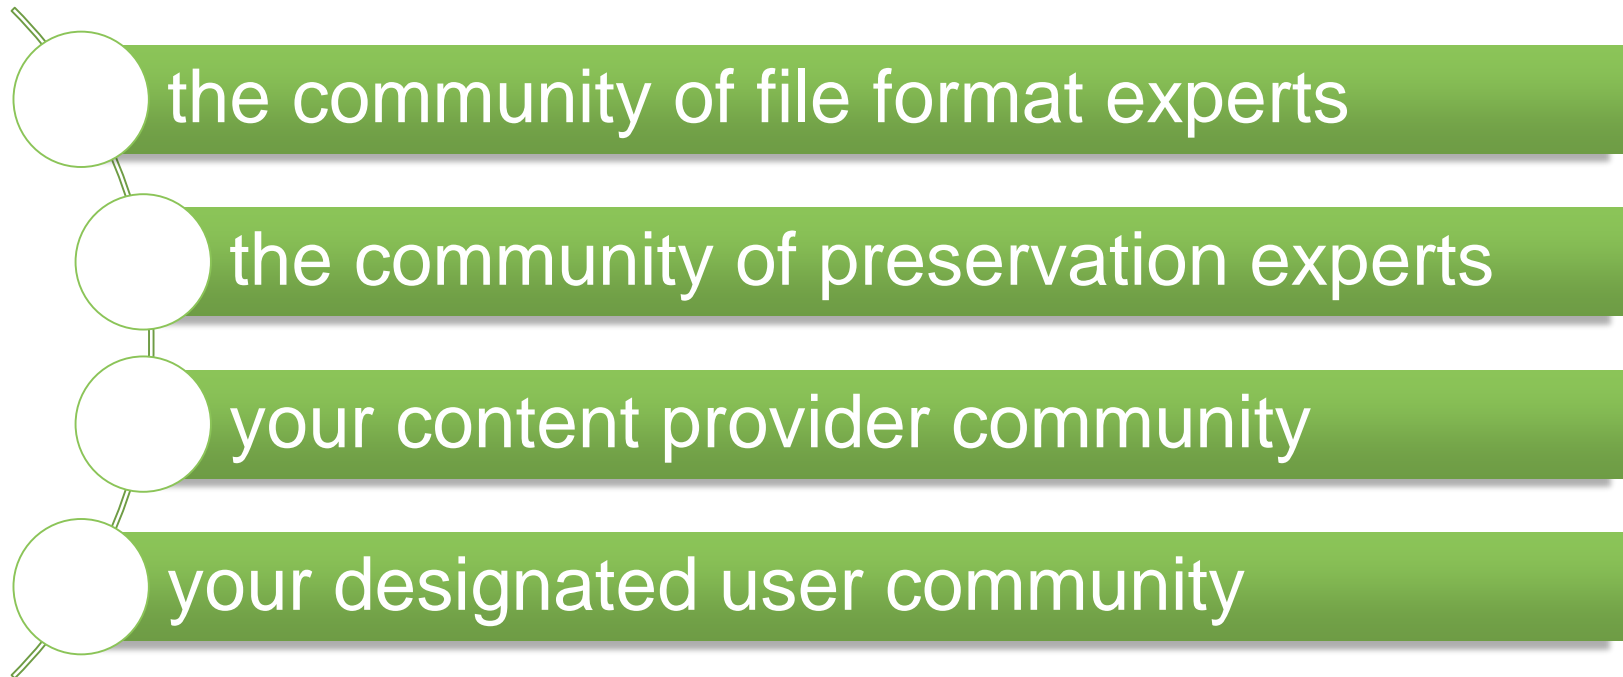 the community of file format experts
the community of preservation experts
your content provider community
your designated user community